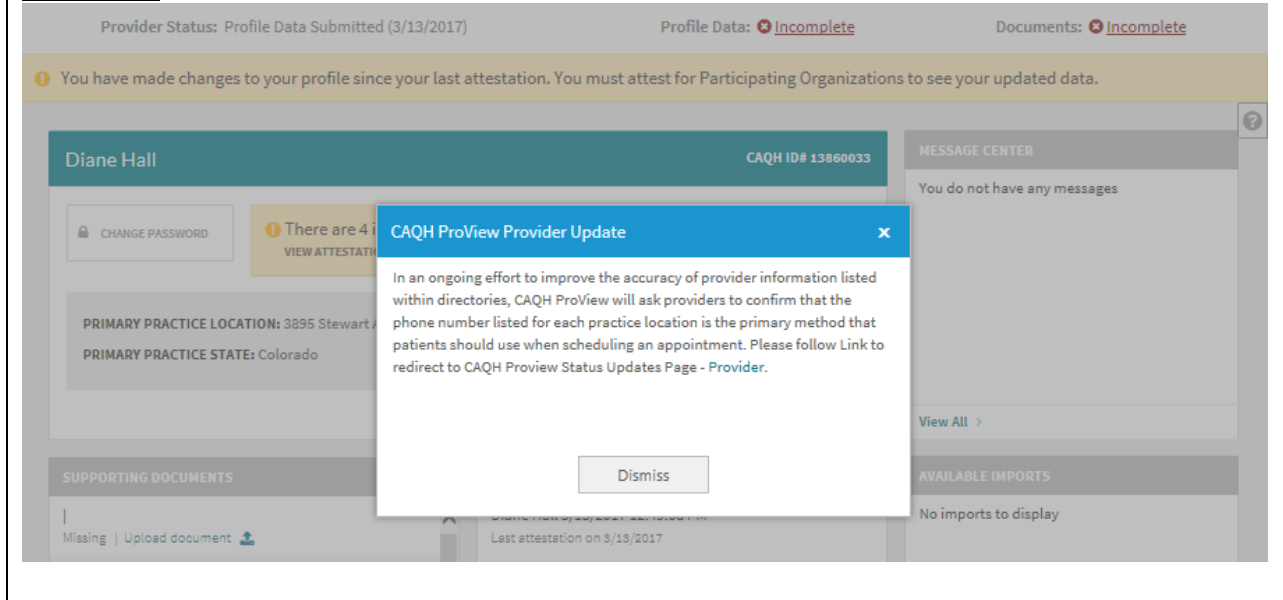 Provider Status: Profile Data Submitted (3/13/2017) Profile Data: Incomplete Documents: Incomplete
You have made changes to your profile since your last attestation. You must attest for Participating Organizations to see your updated data.
Diane Hall CAQH ID# 13860033
MESSAGE CENTER
You do not have any messages
CHANGE PASSWORD
There are 4
VIEW
CAQH ProView Provider Update x
In an ongoing effort to improve the accuracy of provider information listed
within directories, CAQH ProView will ask providers to confirm that the
phone number listed for each practice location is the primary method that
patients should use when scheduling an appointment. Please follow Link to
redirect to CAQH Proview Status Updates Page - Provider.
Dismiss
PRIMARY PRACTICE LOCATION: 3895 Stewart
PRIMARY PRACTICE STATE: Colorado
View All >
SUPPORTING DOCUMENTS
Missing | Upload document
Last attestation on 3/13/2017
AVAILABLE IMPORTS
No imports to display